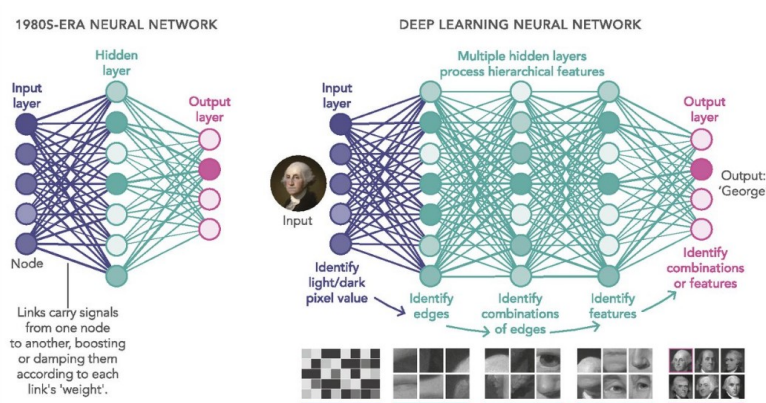 1980S-ERA NEURAL NETWORK
Hidden
layer
Input
layer
Output
layer
Node
Links carry signals
from one node
to another, boosting
or damping them
according to each
link's 'weight'.
DEEP LEARNING NEURAL NETWORK
Multiple hidden layers
process hierarchical features
Input
layer
Output
layer
Input
Output:
'George
Identify
light/dark
pixel value
Identify
edges
Identify
combinations
of edges
Identify
features
Identify
combinations
or features